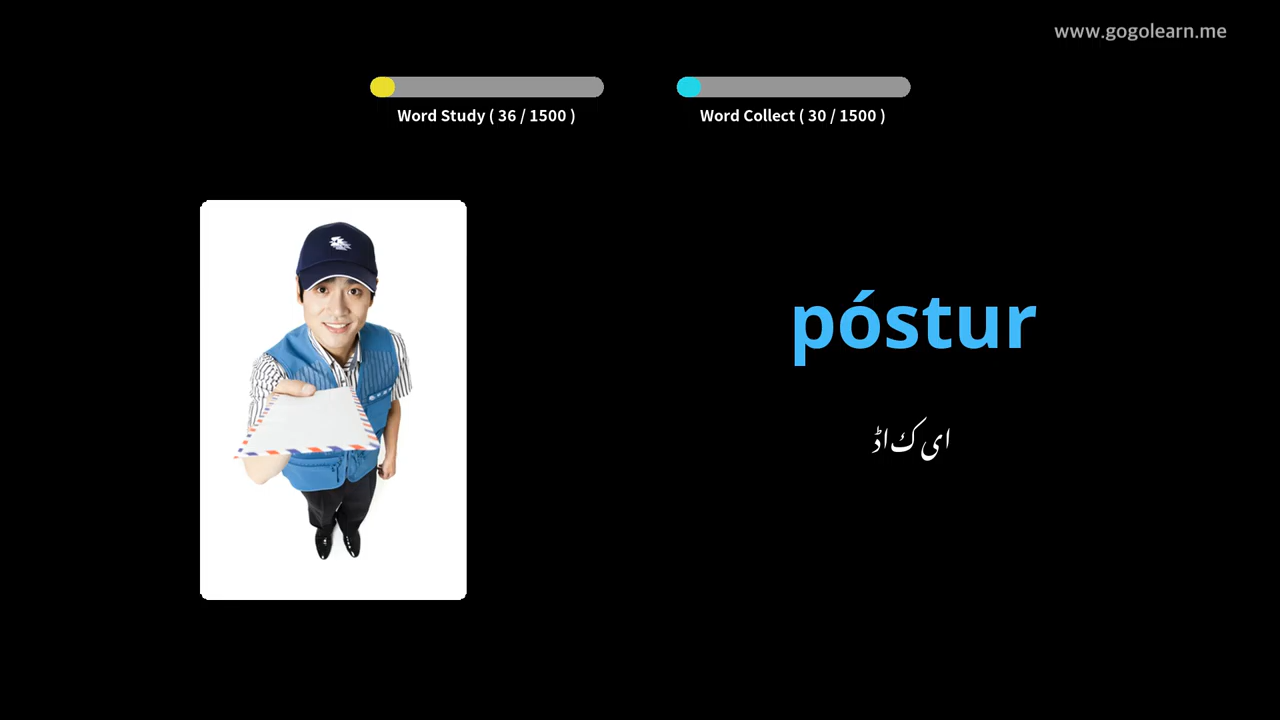 www.gogolearn.me
Word Study ( 36 / 1500 )
Word Collect ( 30 / 1500 )
póstur
ای ک اڈ